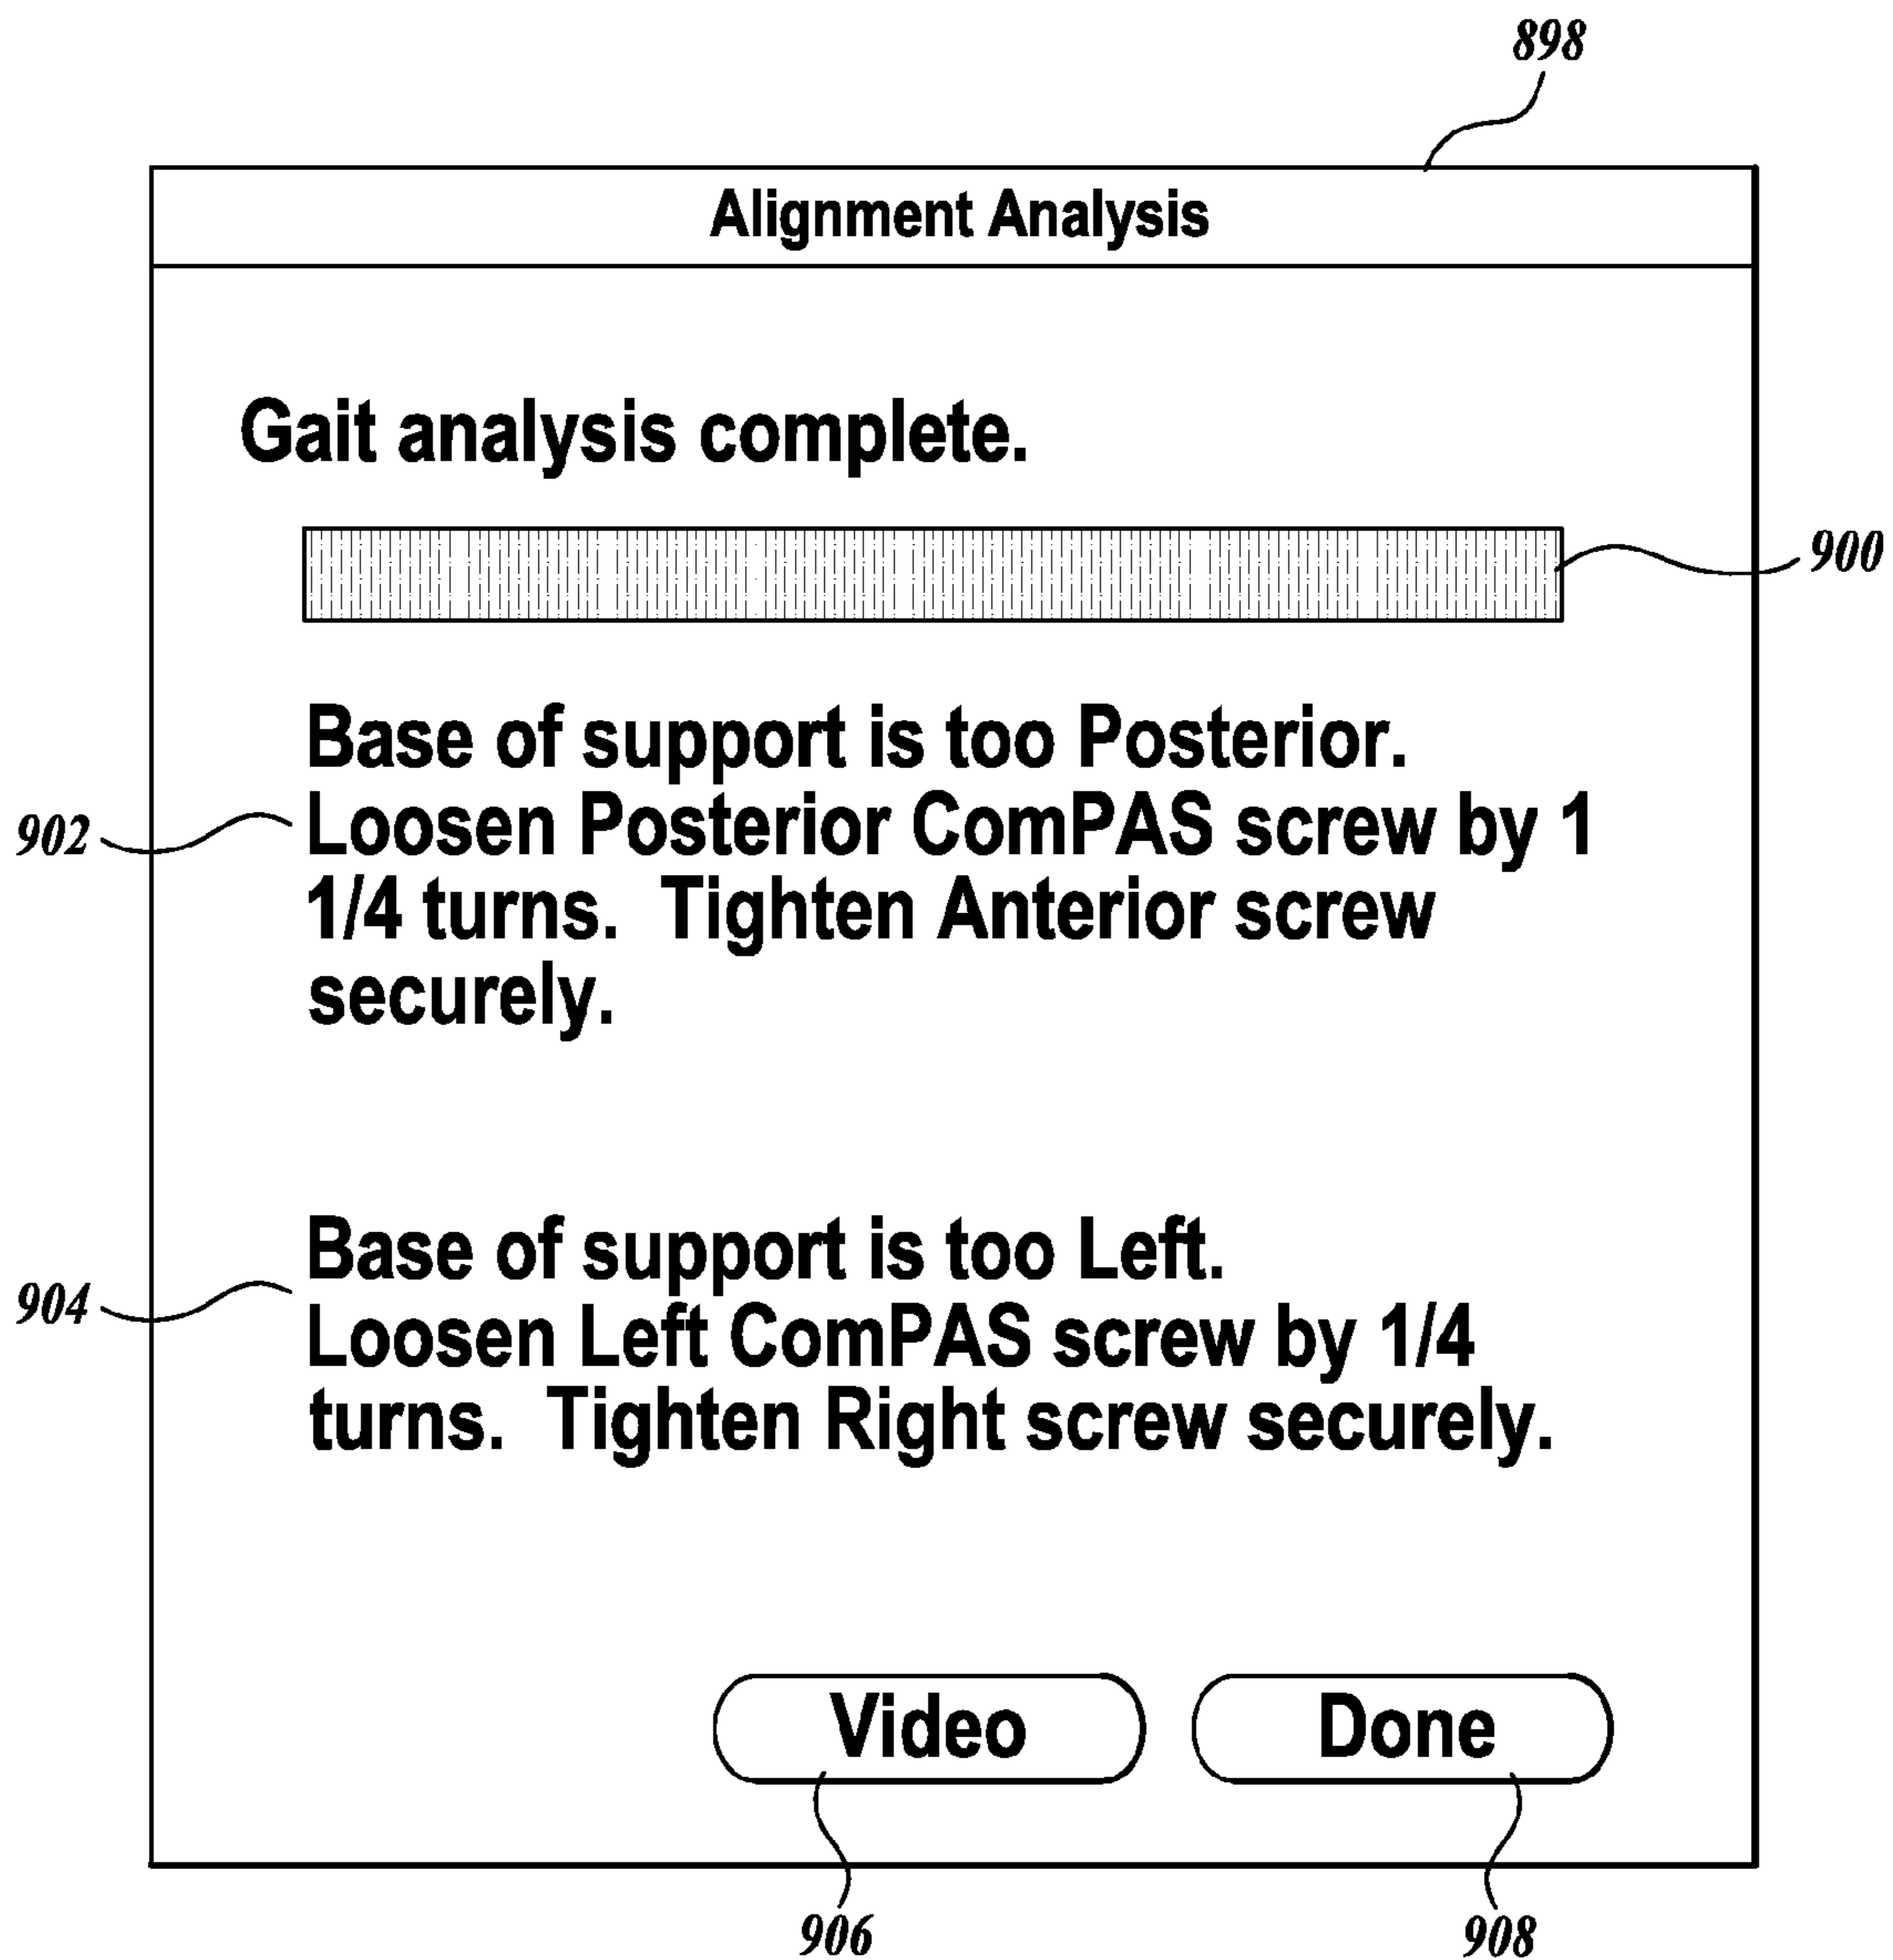 898
Alignment Analysis
Gait analysis complete.
900
Base of support is too Posterior.
902
Loosen Posterior ComPAS screw by 1
1/4 turns. Tighten Anterior screw
securely.
Base of support is too Left.
904
Loosen Left ComPAS screw by 1/4
turns. Tighten Right screw securely.
Video
Done
906
908